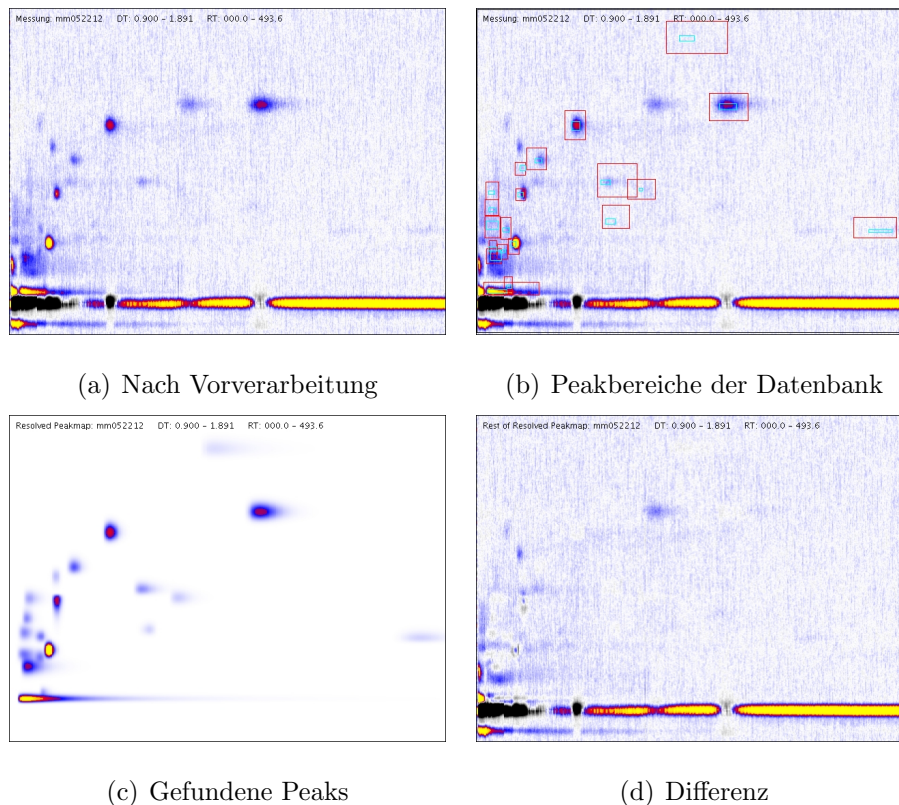 Messung: mm052212 DT: 0.900 - 1.891 RT: 000.0 - 493.6
Messung: mm052212 DT: 0.900 - 1.891 RT: 000.0 - 493.6
(a) Nach Vorverarbeitung
(b) Peakbereiche der Datenbank
Resolved Peakmap: mm052212 DT: 0.900 - 1.891 RT: 000.0 - 493.6
Rest of Resolved Peakmap: mm052212 DT: 0.900 - 1.891 RT: 000.0 - 493.6
(c) Gefundene Peaks
(d) Differenz